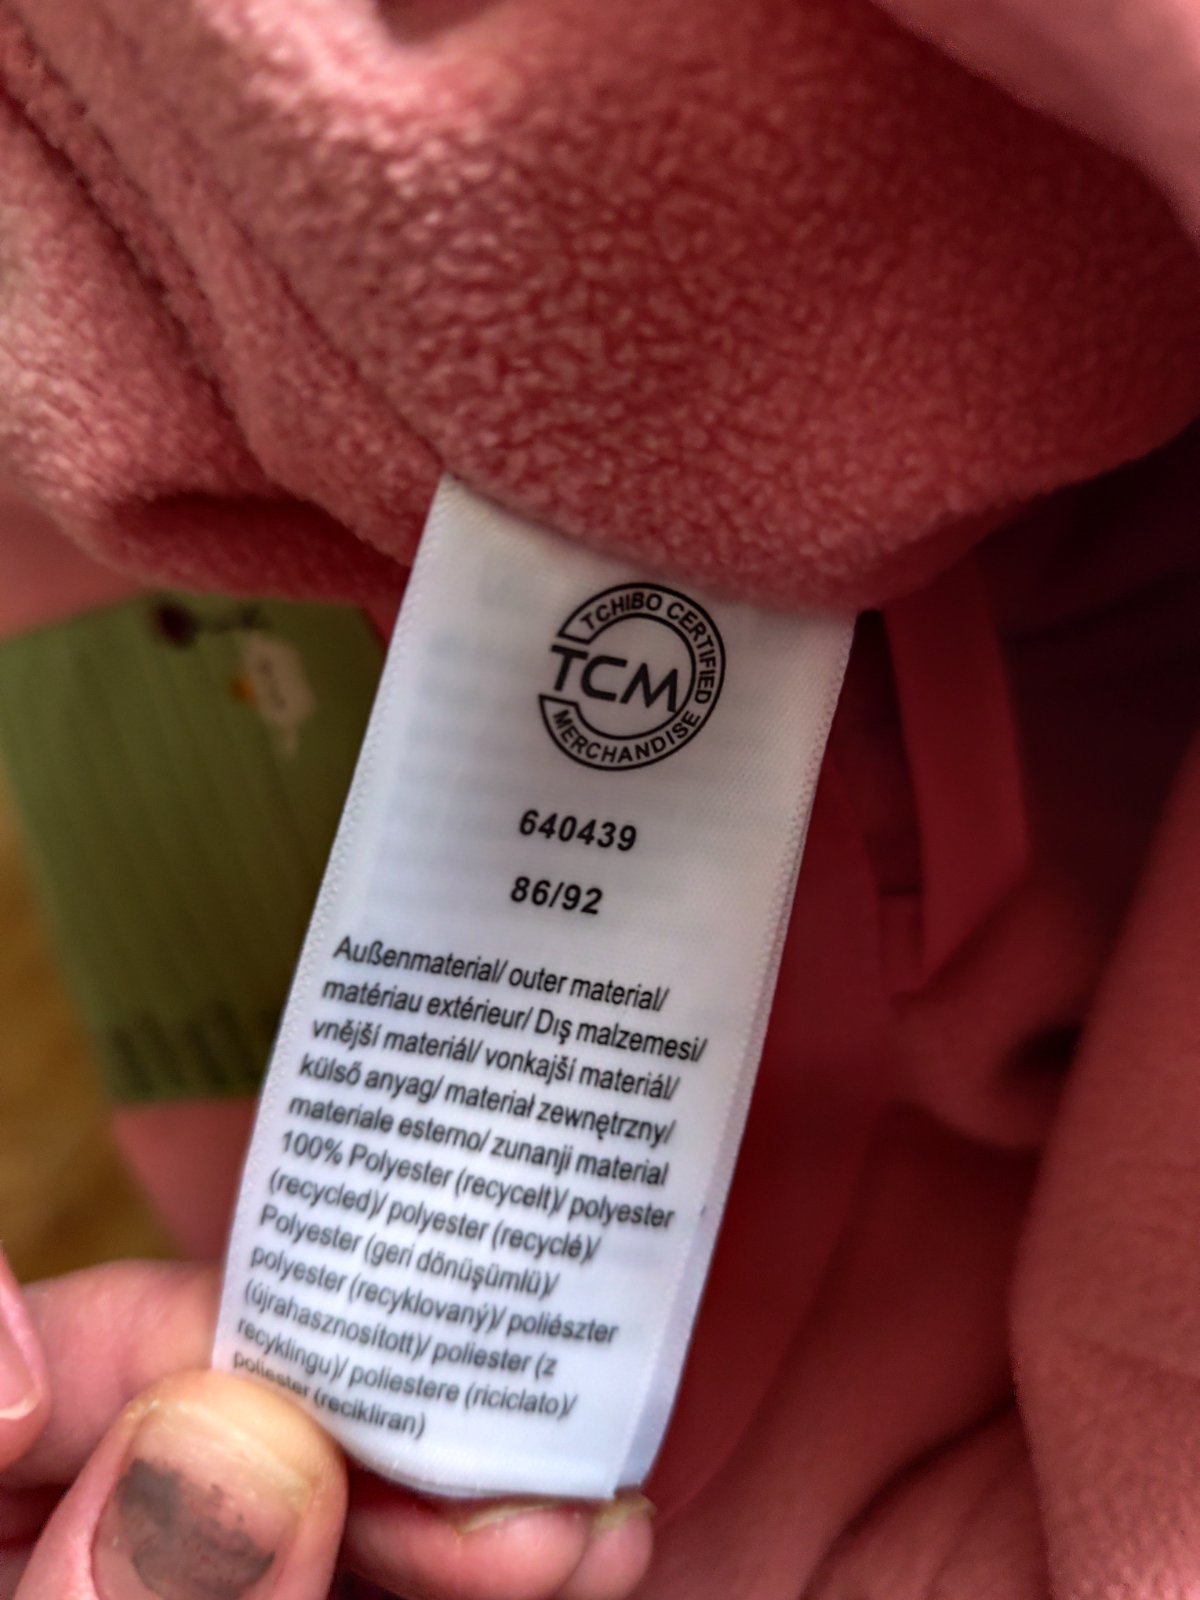 TCHIBO CERTIFIED
TCM
MERCHANDISE
640439
86/92
Außenmaterial/ outer material/
matériau extérieur/ Dış malzemesi/
vnější materiál/ vonkajší materiál/
külső anyag/ materiał zewnętrzny/
materiale esterno/ zunanji material
100% Polyester (recycelt)/ polyester
(recycled)/ polyester (recyclé)/
Polyester (geri dönüşümlü)/
polyester (recyklovaný)/ poliészter
(újrahasznosított)/ poliester (z
recyklingu)/ poliestere (riciclato)/
poliester (recikliran)